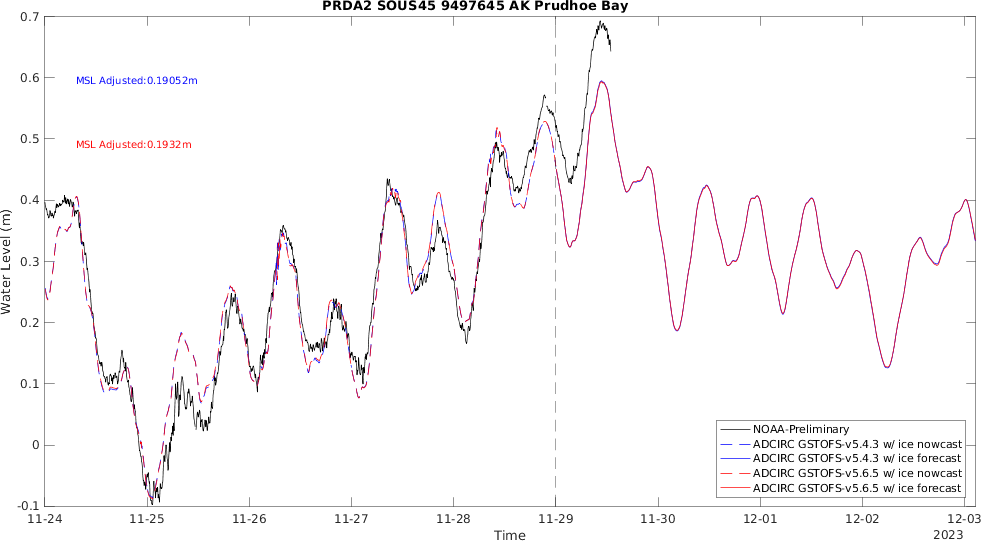 PRDA2 SOUS45 9497645 AK Prudhoe Bay
0.7
0.6
0.5
0.4
0.3
0.2
0.1
0
-0.1
Water Level (m)
MSL Adjusted:0.19052m
MSL Adjusted:0.1932m
NOAA-Preliminary
ADCIRC GSTOFS-v5.4.3 w/ ice nowcast
ADCIRC GSTOFS-v5.4.3 w/ ice forecast
ADCIRC GSTOFS-v5.6.5 w/ ice nowcast
ADCIRC GSTOFS-v5.6.5 w/ ice forecast
11-24 11-25 11-26 11-27 11-28 11-29 11-30 12-01 12-02 12-03
Time
2023